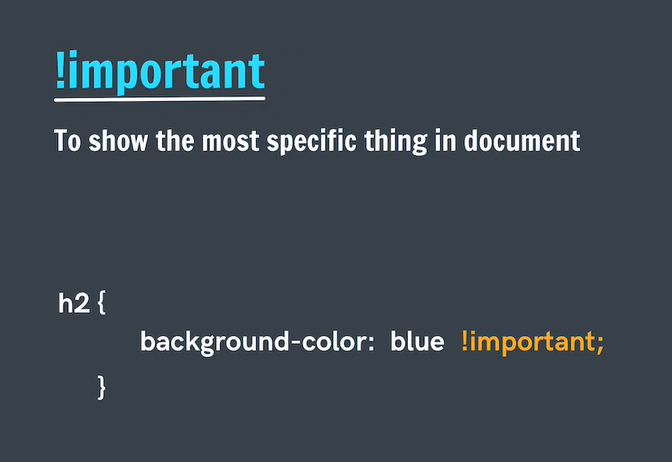 !important
To show the most specific thing in document
h2 {
background-color: blue !important;
}